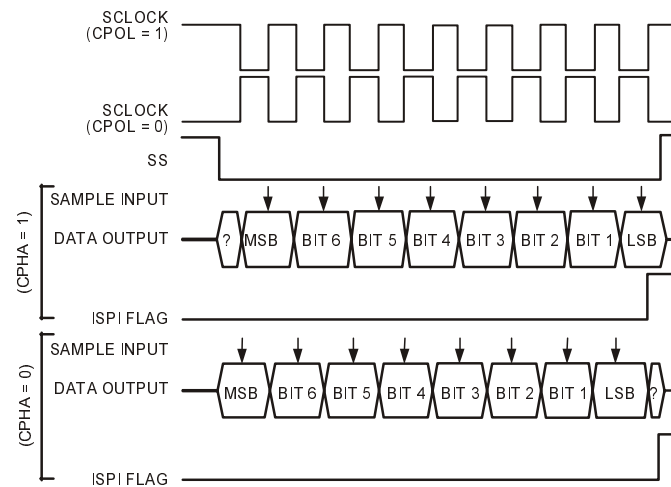 SCLOCK
(CPOL = 1)
SCLOCK
(CPOL = 0)
SS
(CPHA = 1)
SAMPLE INPUT
DATA OUTPUT
? MSB BIT 6 BIT 5 BIT 4 BIT 3 BIT 2 BIT 1 LSB
ISPI FLAG
(CPHA = 0)
SAMPLE INPUT
DATA OUTPUT
MSB BIT 6 BIT 5 BIT 4 BIT 3 BIT 2 BIT 1 LSB ?
ISPI FLAG